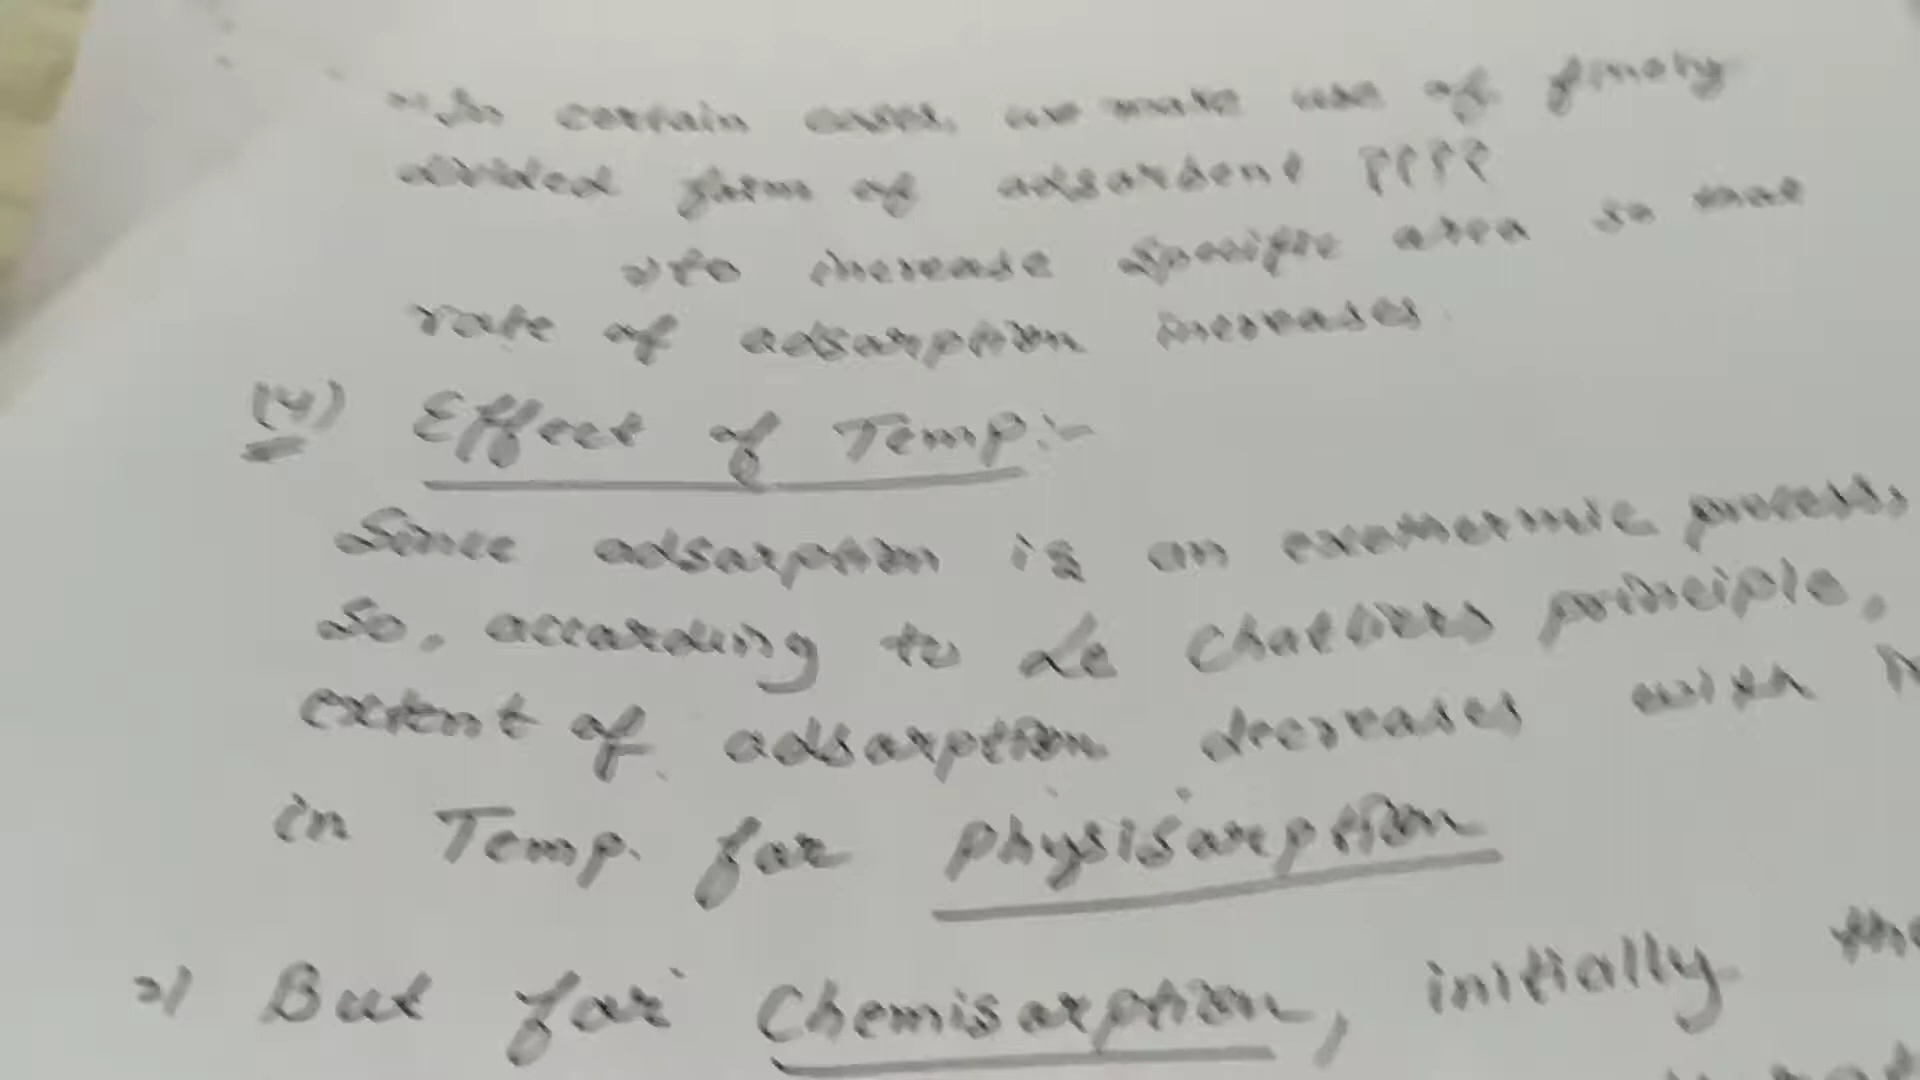 ⇒ In certain cases, we make use of finely
divided form of adsorbent ????
⇒ to increase specific area so that
rate of adsorption increases.
(4) Effect of Temp:-
Since adsorption is an exothermic process,
So, according to Le Chatliers principle,
extent of adsorption decreases with
in Temp. for physisorption
⇒) But for Chemisorption, initially the